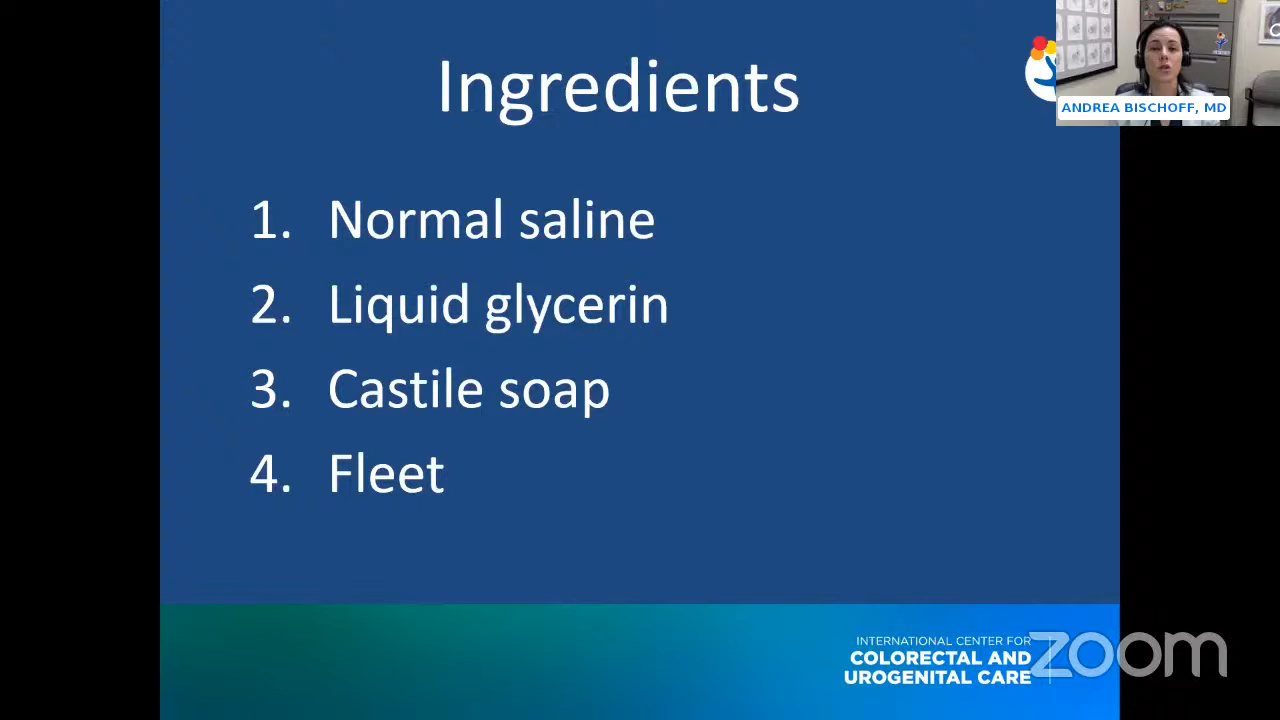 Ingredients
ANDREA BISCHOFF, MD
1. Normal saline
2. Liquid glycerin
3. Castile soap
4. Fleet
INTERNATIONAL CENTER FOR
COLORECTAL AND
UROGENITAL CARE
zoom